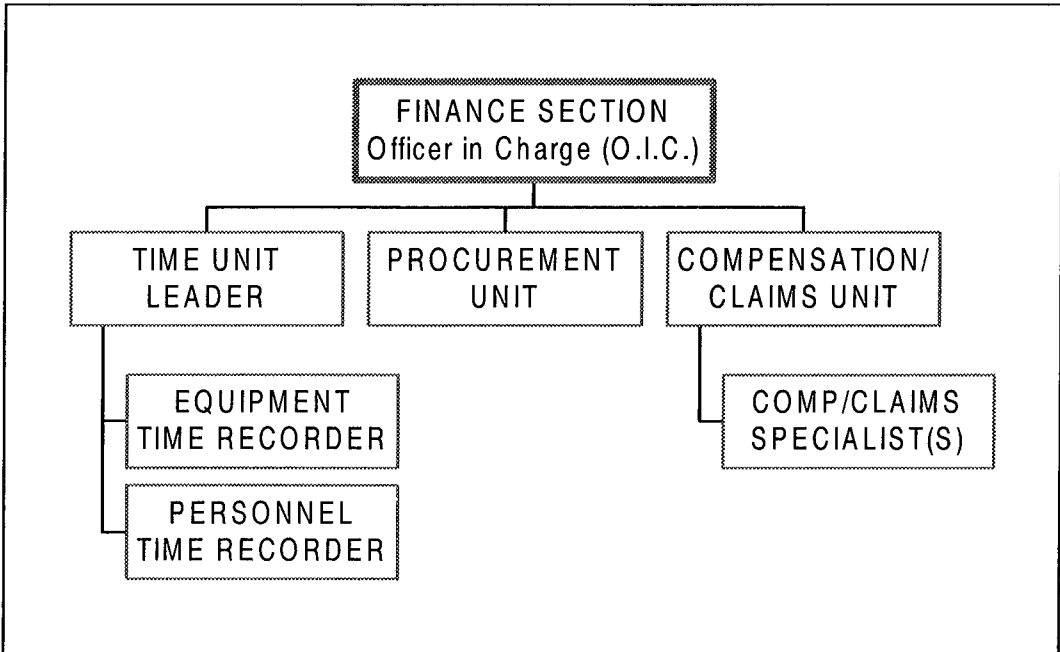 FINANCE SECTION
Officer in Charge (O.I.C.)
TIME UNIT
LEADER
PROCUREMENT
UNIT
COMPENSATION/
CLAIMS UNIT
EQUIPMENT
TIME RECORDER
COMP/CLAIMS
SPECIALIST(S)
PERSONNEL
TIME RECORDER